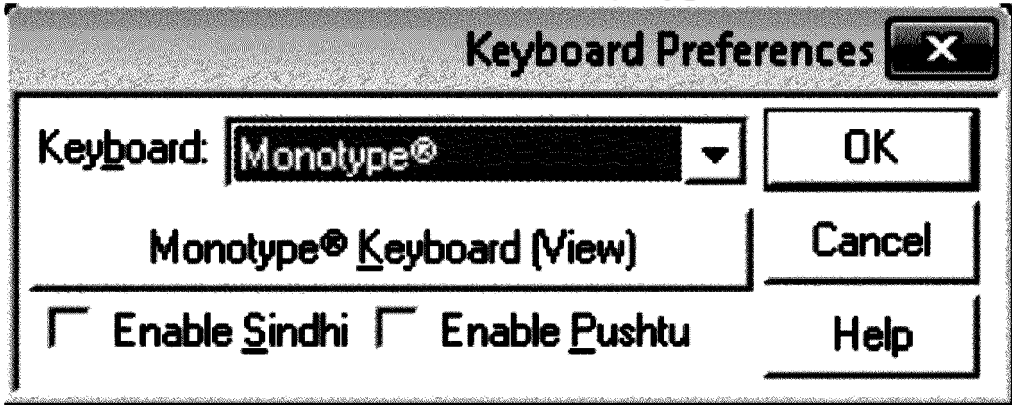 Keyboard Preferences
Keyboard: Monotype® OK
Monotype® Keyboard (View) Cancel
Enable Sindhi Enable Pushtu Help